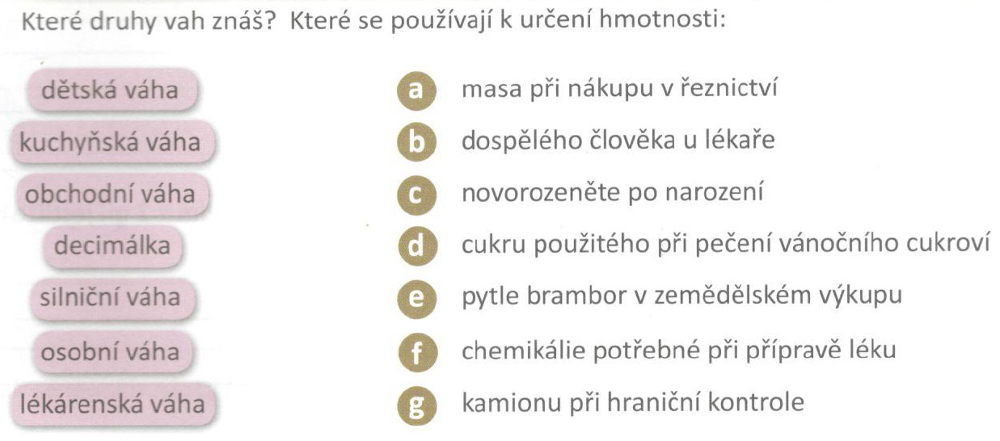 Které druhy vah znáš? Které se používají k určení hmotnosti:
dětská váha
a masa při nákupu v řeznictví
kuchyňská váha
b dospělého člověka u lékaře
obchodní váha
c novorozeněte po narození
decimálka
d cukru použitého při pečení vánočního cukroví
silniční váha
e pytle brambor v zemědělském výkupu
osobní váha
f chemikálie potřebné při přípravě léku
lékárenská váha
g kamionu při hraniční kontrole